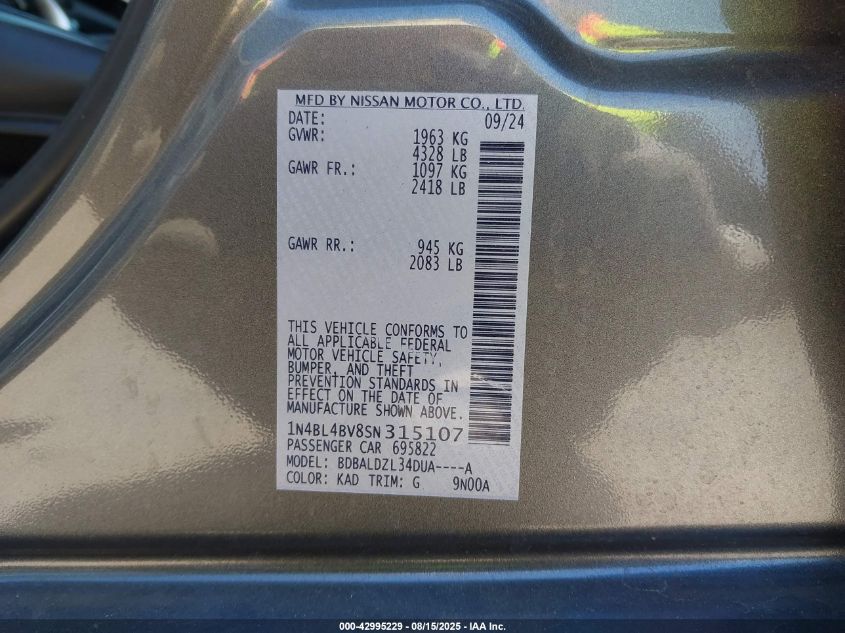 MFD BY NISSAN MOTOR CO., LTD.
DATE: 09/24
GVWR: 1963 KG
4328 LB
GAWR FR.: 1097 KG
2418 LB
GAWR RR.: 945 KG
2083 LB
THIS VEHICLE CONFORMS TO
ALL APPLICABLE FEDERAL
MOTOR VEHICLE SAFETY,
BUMPER, AND THEFT
PREVENTION STANDARDS IN
EFFECT ON THE DATE OF
MANUFACTURE SHOWN ABOVE.
1N4BL4BV8SN315107
PASSENGER CAR 695822
MODEL: BDBALDZL34DUA----A
COLOR: KAD TRIM: G 9N00A
000-42995229 - 08/15/2025 - IAA Inc.